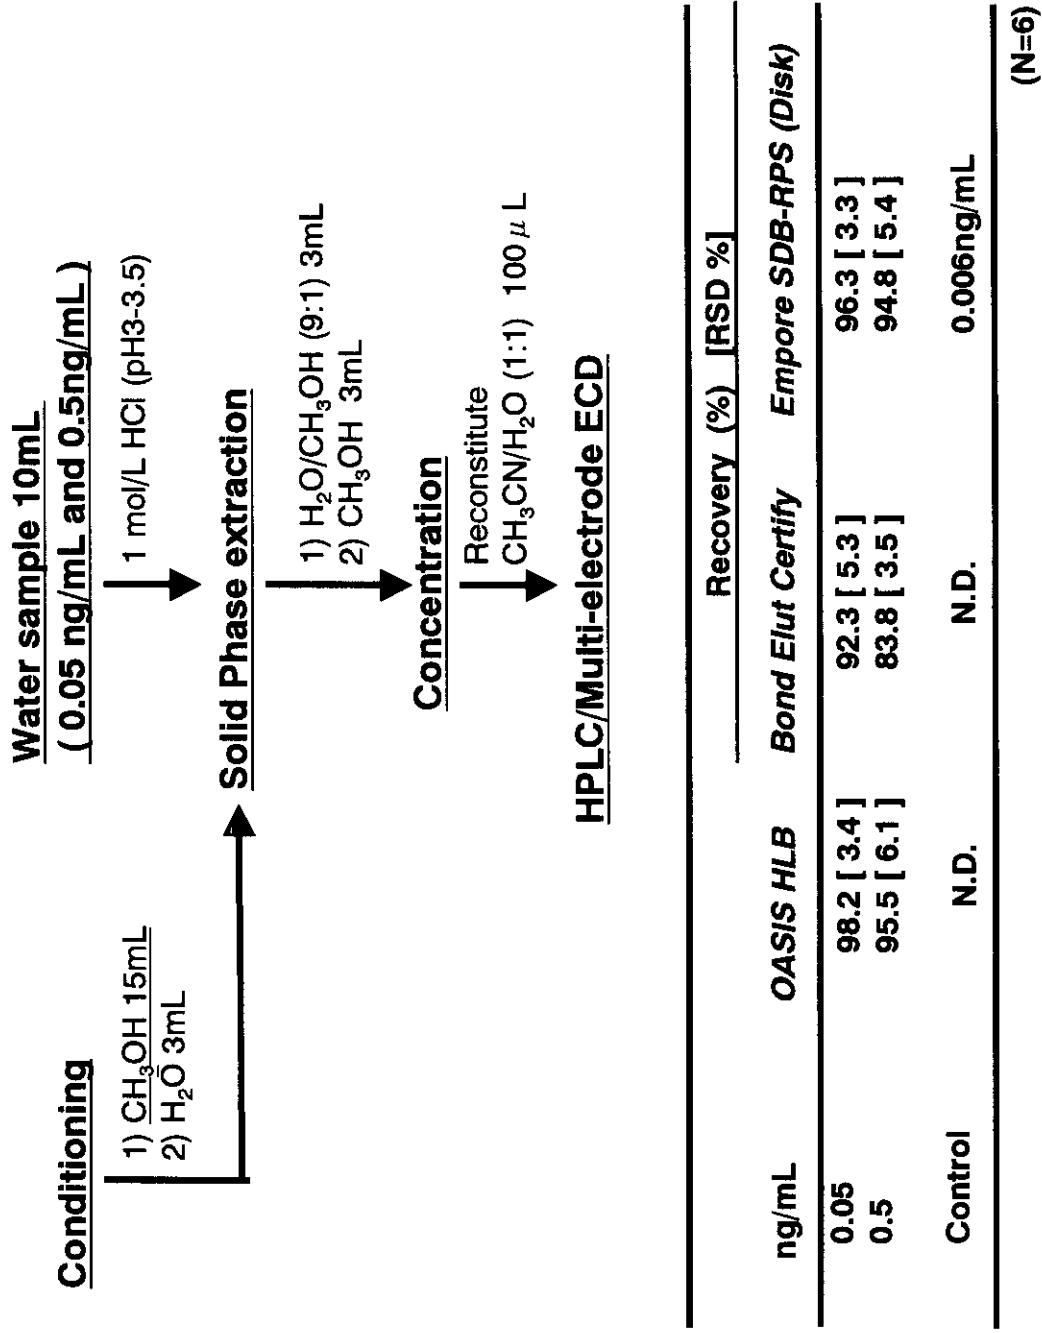 Water sample 10mL
( 0.05 ng/mL and 0.5ng/mL )
1 mol/L HCl (pH3-3.5)
Conditioning
1) CH₃OH 15mL
2) H₂O 3mL
Solid Phase extraction
1) H₂O/CH₃OH (9:1) 3mL
2) CH₃OH 3mL
Concentration
Reconstitute
CH₃CN/H₂O (1:1) 100 μ L
HPLC/Multi-electrode ECD
Recovery (%) [RSD %]
ng/mL OASIS HLB Bond Elut Certify Empore SDB-RPS (Disk)
0.05 98.2 [ 3.4 ] 92.3 [ 5.3 ] 96.3 [ 3.3 ]
0.5 95.5 [ 6.1 ] 83.8 [ 3.5 ] 94.8 [ 5.4 ]
Control N.D. N.D. 0.006ng/mL
(N=6)